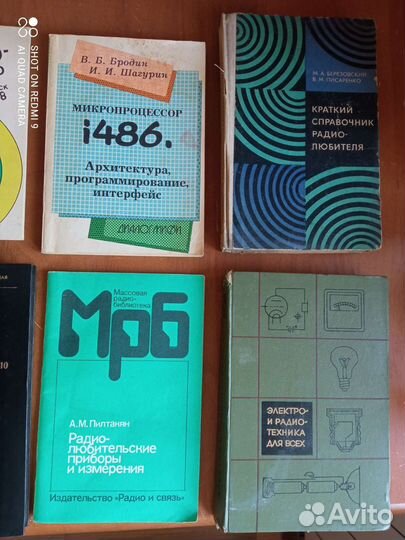 SHOT ON REDMI 9
AI QUAD CAMERA
В. Б. Бродин
И. И. Шагурин
МИКРОПРОЦЕССОР
i486.
Архитектура,
программирование,
интерфейс
ДИАЛОГ-МИФИ
М. А. БЕРЕЗОВСКИЙ
В. М. ПИСАРЕНКО
КРАТКИЙ
СПРАВОЧНИК
РАДИО-
ЛЮБИТЕЛЯ
Массовая
радио-
библиотека
Мрб
А.М. Пилтакян
Радио-
любительские
приборы
и измерения
Издательство «Радио и связь»
ЭЛЕКТРО-
И РАДИО-
ТЕХНИКА
ДЛЯ ВСЕХ
Avito